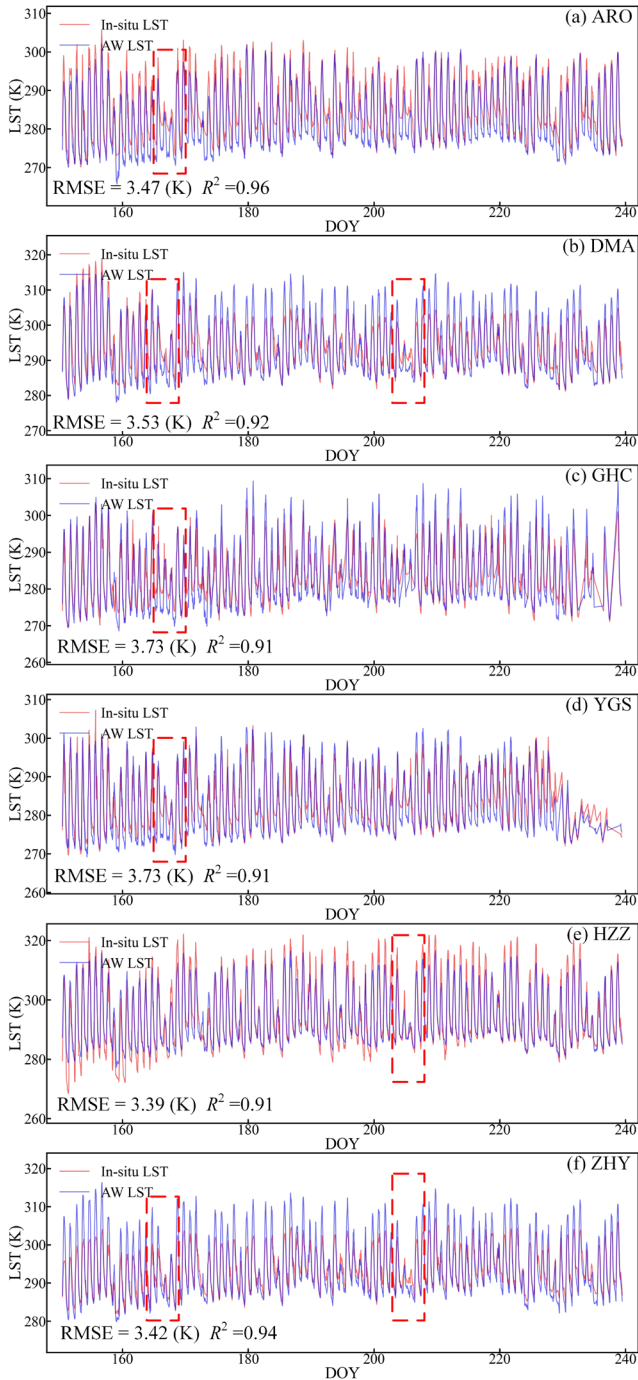 (a) ARO
In-situ LST
AW LST
LST (K)
310
300
290
280
270
RMSE = 3.47 (K) R² =0.96
160 180 200 220 240
DOY
(b) DMA
In-situ LST
AW LST
LST (K)
320
310
300
290
280
270
RMSE = 3.53 (K) R² =0.92
160 180 200 220 240
DOY
(c) GHC
In-situ LST
AW LST
LST (K)
310
300
290
280
270
260
RMSE = 3.73 (K) R² =0.91
160 180 200 220 240
DOY
(d) YGS
In-situ LST
AW LST
LST (K)
310
300
290
280
270
260
RMSE = 3.73 (K) R² =0.91
160 180 200 220 240
DOY
(e) HZZ
In-situ LST
AW LST
LST (K)
320
300
280
260
RMSE = 3.39 (K) R² =0.91
160 180 200 220 240
DOY
(f) ZHY
In-situ LST
AW LST
LST (K)
320
310
300
290
280
RMSE = 3.42 (K) R² =0.94
160 180 200 220 240
DOY